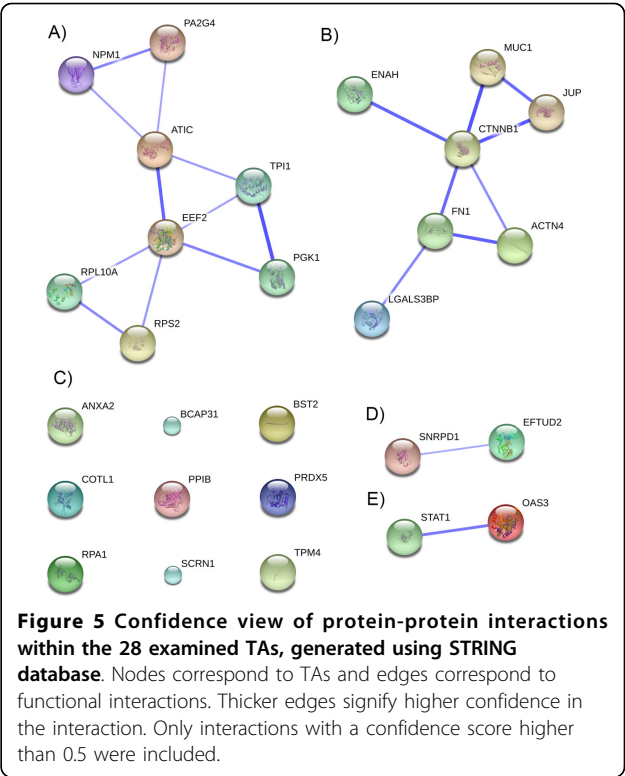 A)
PA2G4
NPM1
ATIC
TPI1
EEF2
PGK1
RPL10A
RPS2
B)
MUC1
ENAH
JUP
CTNNB1
FN1
ACTN4
LGALS3BP
C)
ANXA2
BCAP31
BST2
COTL1
PPIB
PRDX5
RPA1
SCRN1
TPM4
D)
SNRPD1
EFTUD2
E)
STAT1
OAS3
Figure 5 Confidence view of protein-protein interactions
within the 28 examined TAs, generated using STRING
database. Nodes correspond to TAs and edges correspond to
functional interactions. Thicker edges signify higher confidence in
the interaction. Only interactions with a confidence score higher
than 0.5 were included.